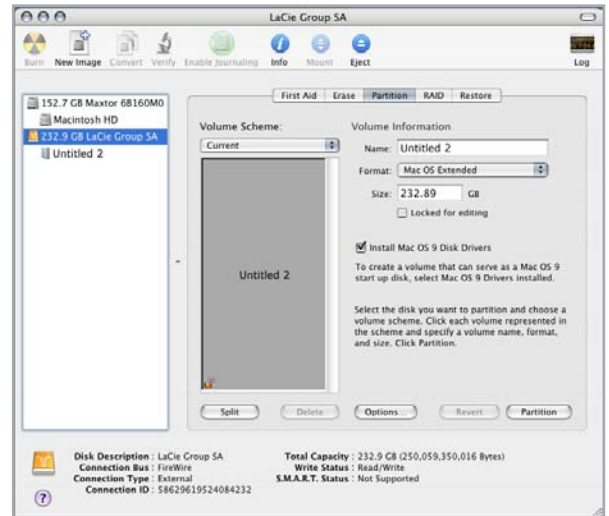 LaCie Group SA
Burn New Image Convert Verify Enable Journaling Info Mount Eject Log
152.7 GB Maxtor 68160M0
Macintosh HD
232.9 GB LaCie Group SA
Untitled 2
First Aid Erase Partition RAID Restore
Volume Scheme:
Current
Untitled 2
Volume Information
Name: Untitled 2
Format: Mac OS Extended
Size: 232.89 GB
Locked for editing
Install Mac OS 9 Disk Drivers
To create a volume that can serve as a Mac OS 9
start up disk, select Mac OS 9 Drivers installed.
Select the disk you want to partition and choose a
volume scheme. Click each volume represented in
the scheme and specify a volume name, format,
and size. Click Partition.
Split Delete Options... Revert Partition
Disk Description : LaCie Group SA
Connection Bus : FireWire
Connection Type : External
Connection ID : 58629619524084232
Total Capacity : 232.9 GB (250,059,350,016 Bytes)
Write Status : Read/Write
S.M.A.R.T. Status : Not Supported
?